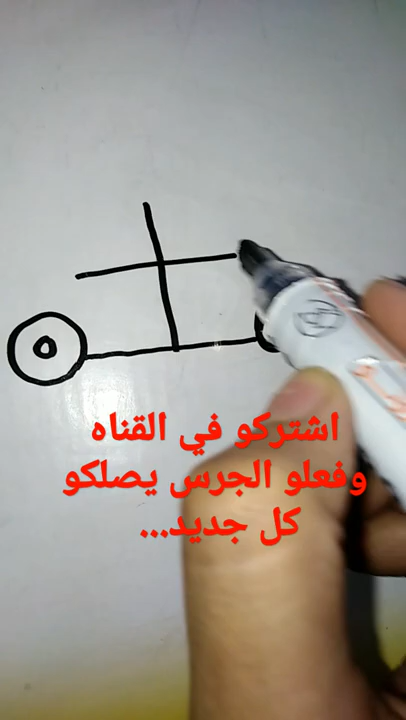 اشتركو في القناه
وفعلو الجرس يصلكو
كل جديد...